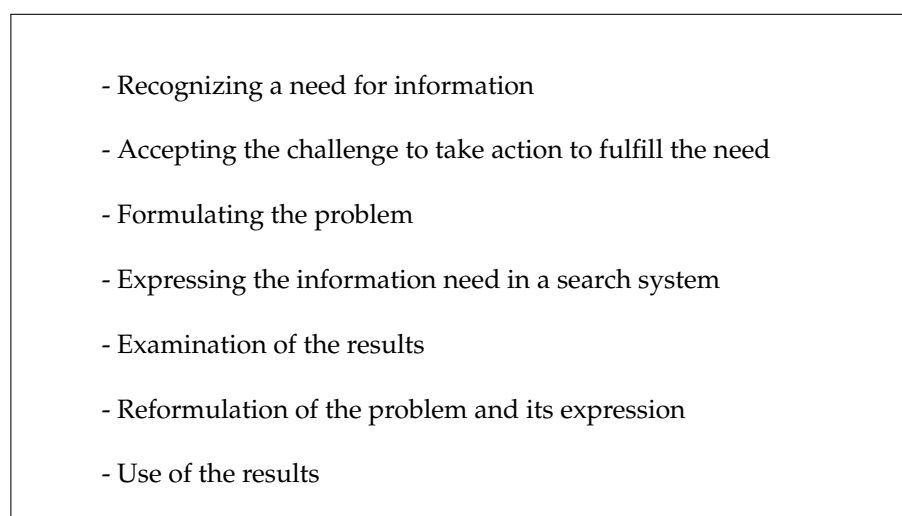 - Recognizing a need for information
- Accepting the challenge to take action to fulfill the need
- Formulating the problem
- Expressing the information need in a search system
- Examination of the results
- Reformulation of the problem and its expression
- Use of the results